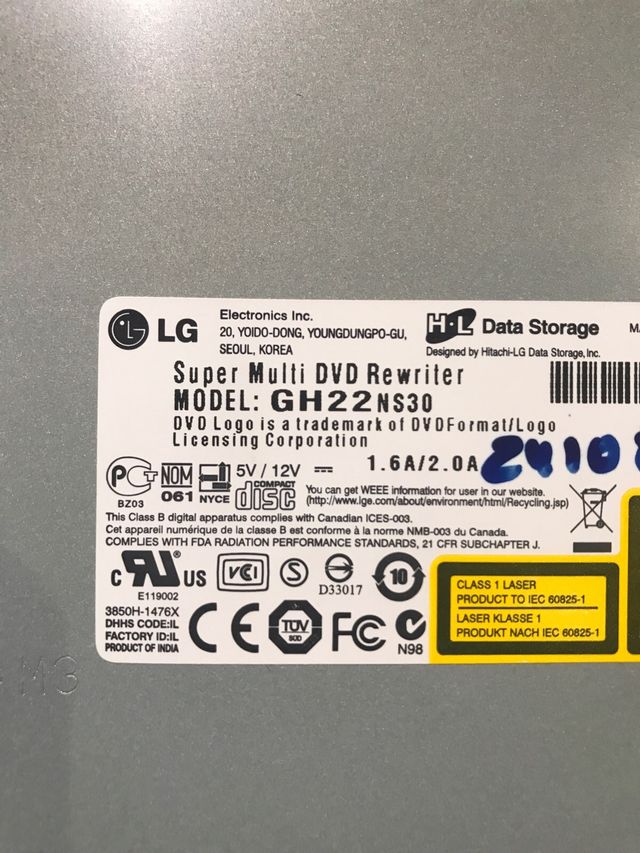 LG Electronics Inc.
20, YOIDO-DONG, YOUNGDUNGPO-GU,
SEOUL, KOREA
H·L Data Storage
Designed by Hitachi-LG Data Storage, Inc.
Super Multi DVD Rewriter
MODEL: GH22NS30
DVD Logo is a trademark of DVD Format/Logo
Licensing Corporation
5V / 12V 1.6A/2.0A
BZ03
NOM
061
NYCE
COMPACT
disc
You can get WEEE information for user in our website.
(http://www.lge.com/about/environment/html/Recycling.jsp)
This Class B digital apparatus complies with Canadian ICES-003.
Cet appareil numérique de la classe B est conforme à la norme NMB-003 du Canada.
COMPLIES WITH FDA RADIATION PERFORMANCE STANDARDS, 21 CFR SUBCHAPTER J.
C RU® US
E119002
VCI
S
D33017
10
3850H-1476X
DHHS CODE:IL
FACTORY ID:IL
PRODUCT OF INDIA
CE
TÜV
SÜD
FC
N98
CLASS 1 LASER
PRODUCT TO IEC 60825-1
LASER KLASSE 1
PRODUKT NACH IEC 60825-1
M3